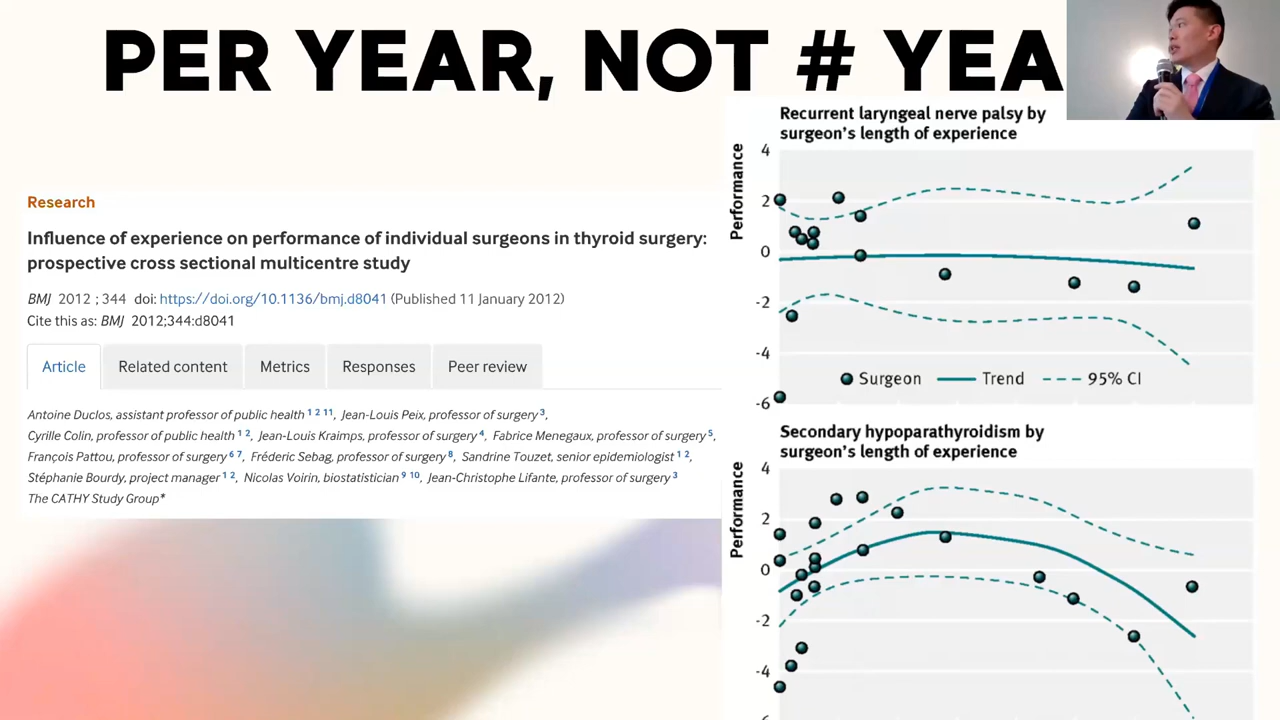 PER YEAR, NOT # YEA
Research
Influence of experience on performance of individual surgeons in thyroid surgery:
prospective cross sectional multicentre study
BMJ 2012 ; 344 doi: https://doi.org/10.1136/bmj.d8041 (Published 11 January 2012)
Cite this as: BMJ 2012;344:d8041
Article Related content Metrics Responses Peer review
Antoine Duclos, assistant professor of public health 1 2 11, Jean-Louis Peix, professor of surgery 3,
Cyrille Colin, professor of public health 1 2, Jean-Louis Kraimps, professor of surgery 4, Fabrice Menegaux, professor of surgery 5,
François Pattou, professor of surgery 6 7, Fréderic Sebag, professor of surgery 8, Sandrine Touzet, senior epidemiologist 1 2,
Stéphanie Bourdy, project manager 1 2, Nicolas Voirin, biostatistician 9 10, Jean-Christophe Lifante, professor of surgery 3
The CATHY Study Group*
Recurrent laryngeal nerve palsy by
surgeon's length of experience
Performance
4
2
0
-2
-4
-6
Surgeon Trend 95% CI
Secondary hypoparathyroidism by
surgeon's length of experience
Performance
4
2
0
-2
-4